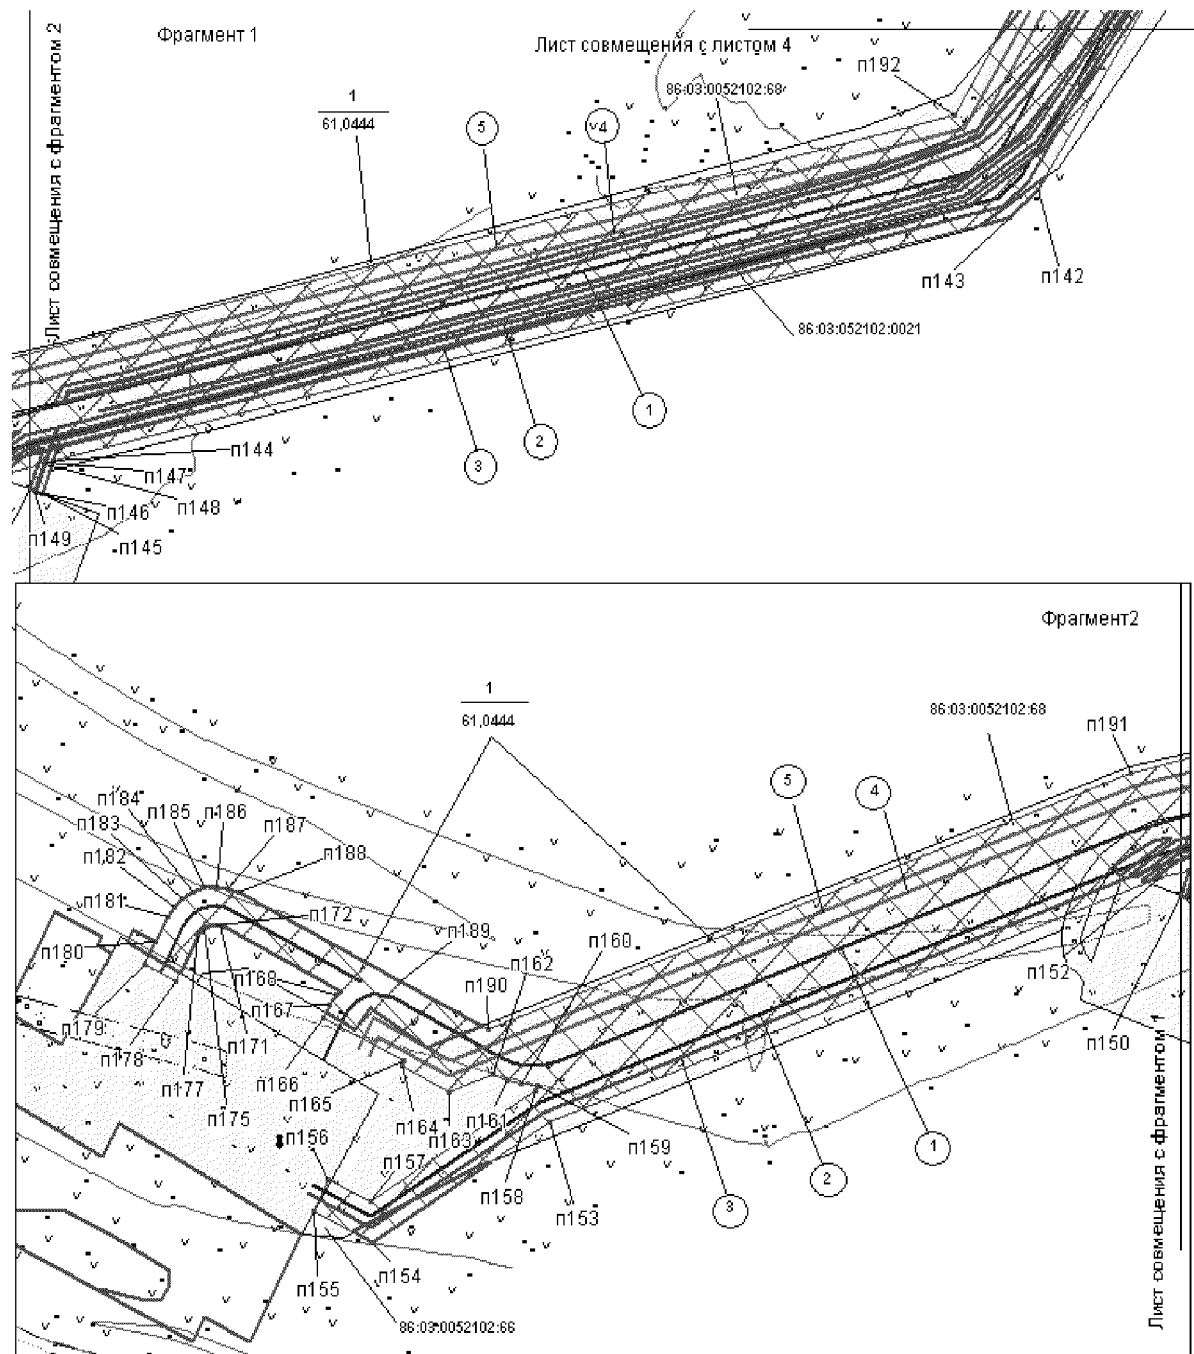 Фрагмент 1
Лист совмещения с листом 4
Лист совмещения с фрагментом 2
п192
86:03:0052102:68
1
61,0444
5
4
п143
п142
86:03:052102:0021
1
2
3
п144
п147
п148
п146
п149
п145
Фрагмент2
1
61,0444
86:03:0052102:68
п191
5
4
п184
п185
п186
п183
п187
п182
п188
п181
п172
п180
п189
п160
п162
п168
п190
п167
п152
п179
п171
п178
п150
п177
п166
п165
п175
п164
п161
п163
п159
п156
п157
п158
1
2
3
п153
п154
п155
86:03:0052102:66
Лист совмещения с фрагментом 1